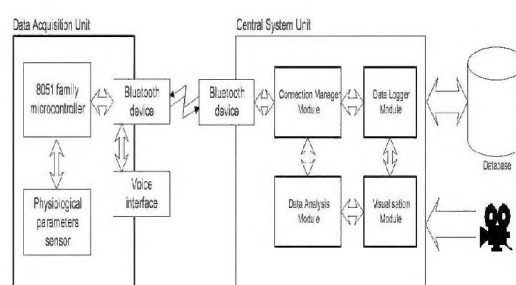 Data Acquisition Unit
Central System Unit
8051 family
microcontroller
Bluetooth
device
Bluetooth
device
Connection Manager
Module
Data Logger
Module
Database
Physiological
parameters
sensor
Voice
interface
Data Analysis
Module
Visualisation
Module